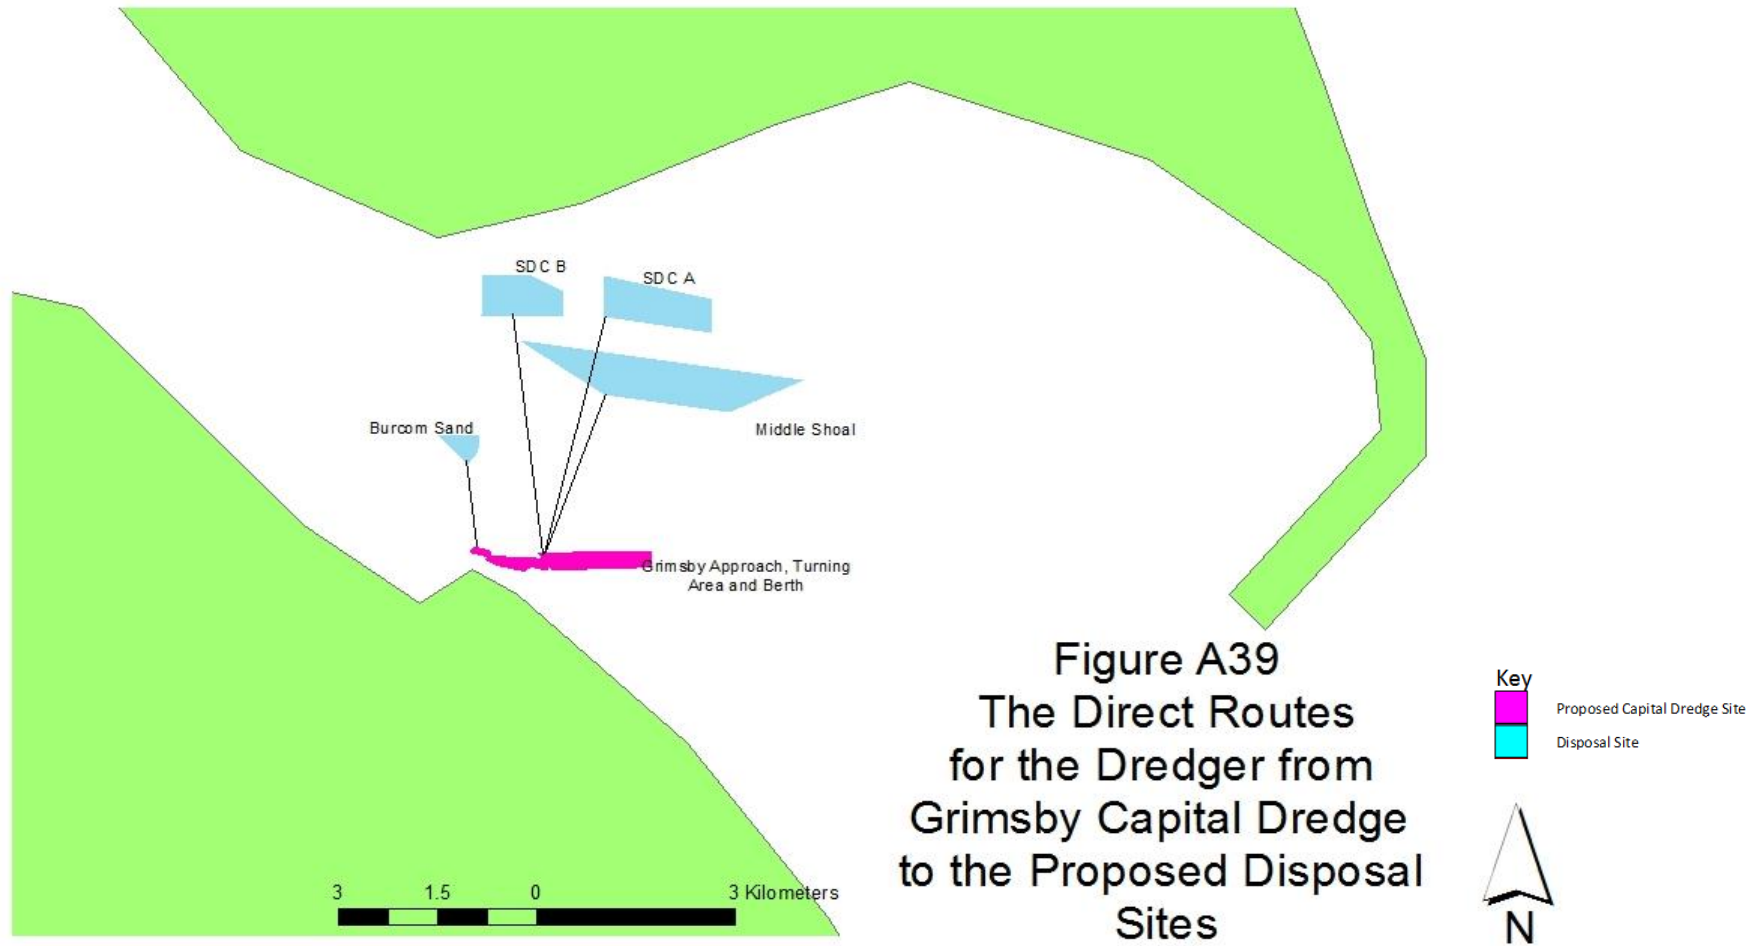 SDC B
SDC A
Burcom Sand
Middle Shoal
Grimsby Approach, Turning
Area and Berth
Figure A39
The Direct Routes
for the Dredger from
Grimsby Capital Dredge
to the Proposed Disposal
Sites
Key
Proposed Capital Dredge Site
Disposal Site
3 1.5 0 3 Kilometers
N